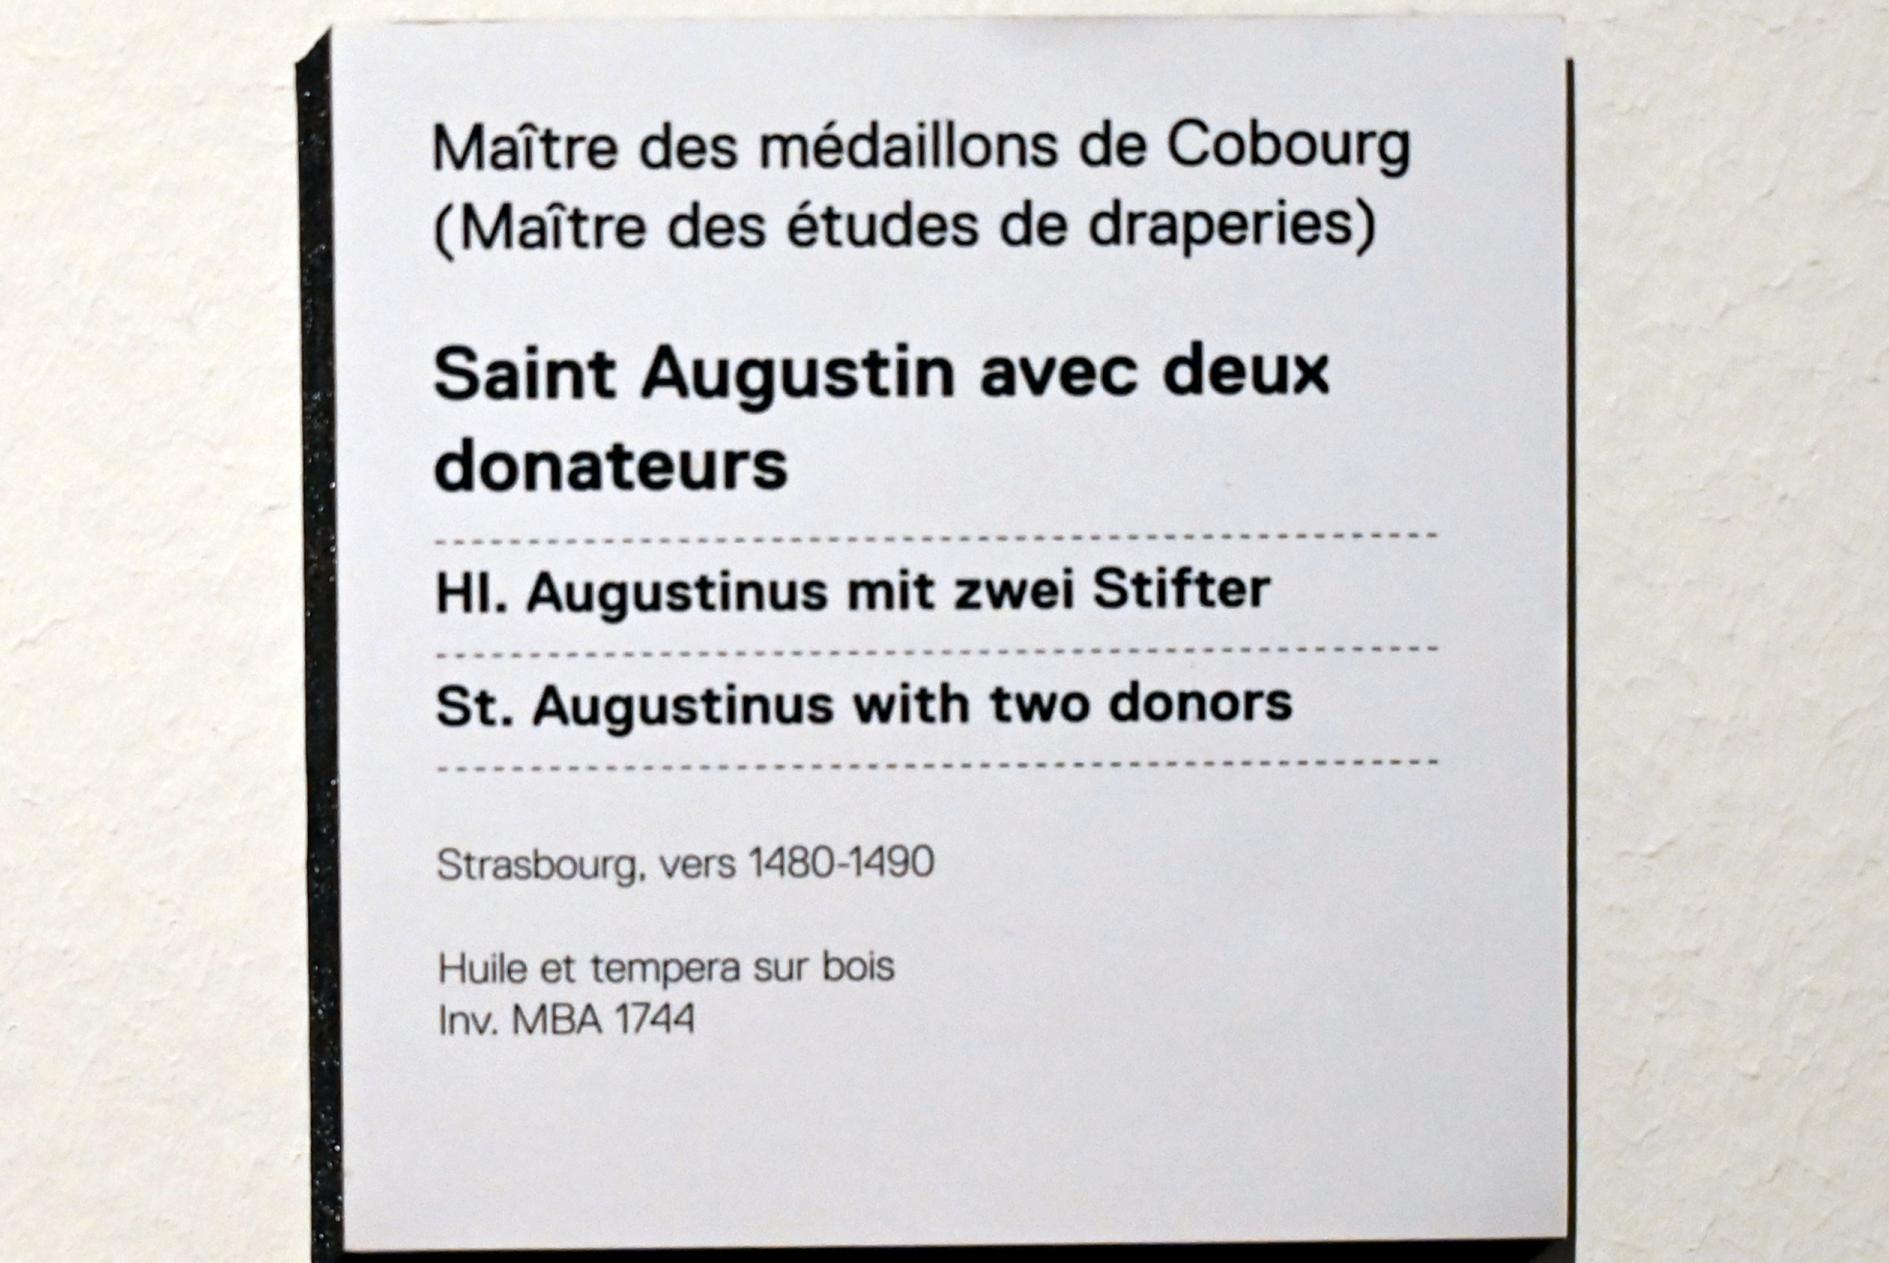 Maître des médaillons de Cobourg
(Maître des études de draperies)
Saint Augustin avec deux
donateurs
Hl. Augustinus mit zwei Stifter
St. Augustinus with two donors
Strasbourg, vers 1480-1490
Huile et tempera sur bois
Inv. MBA 1744